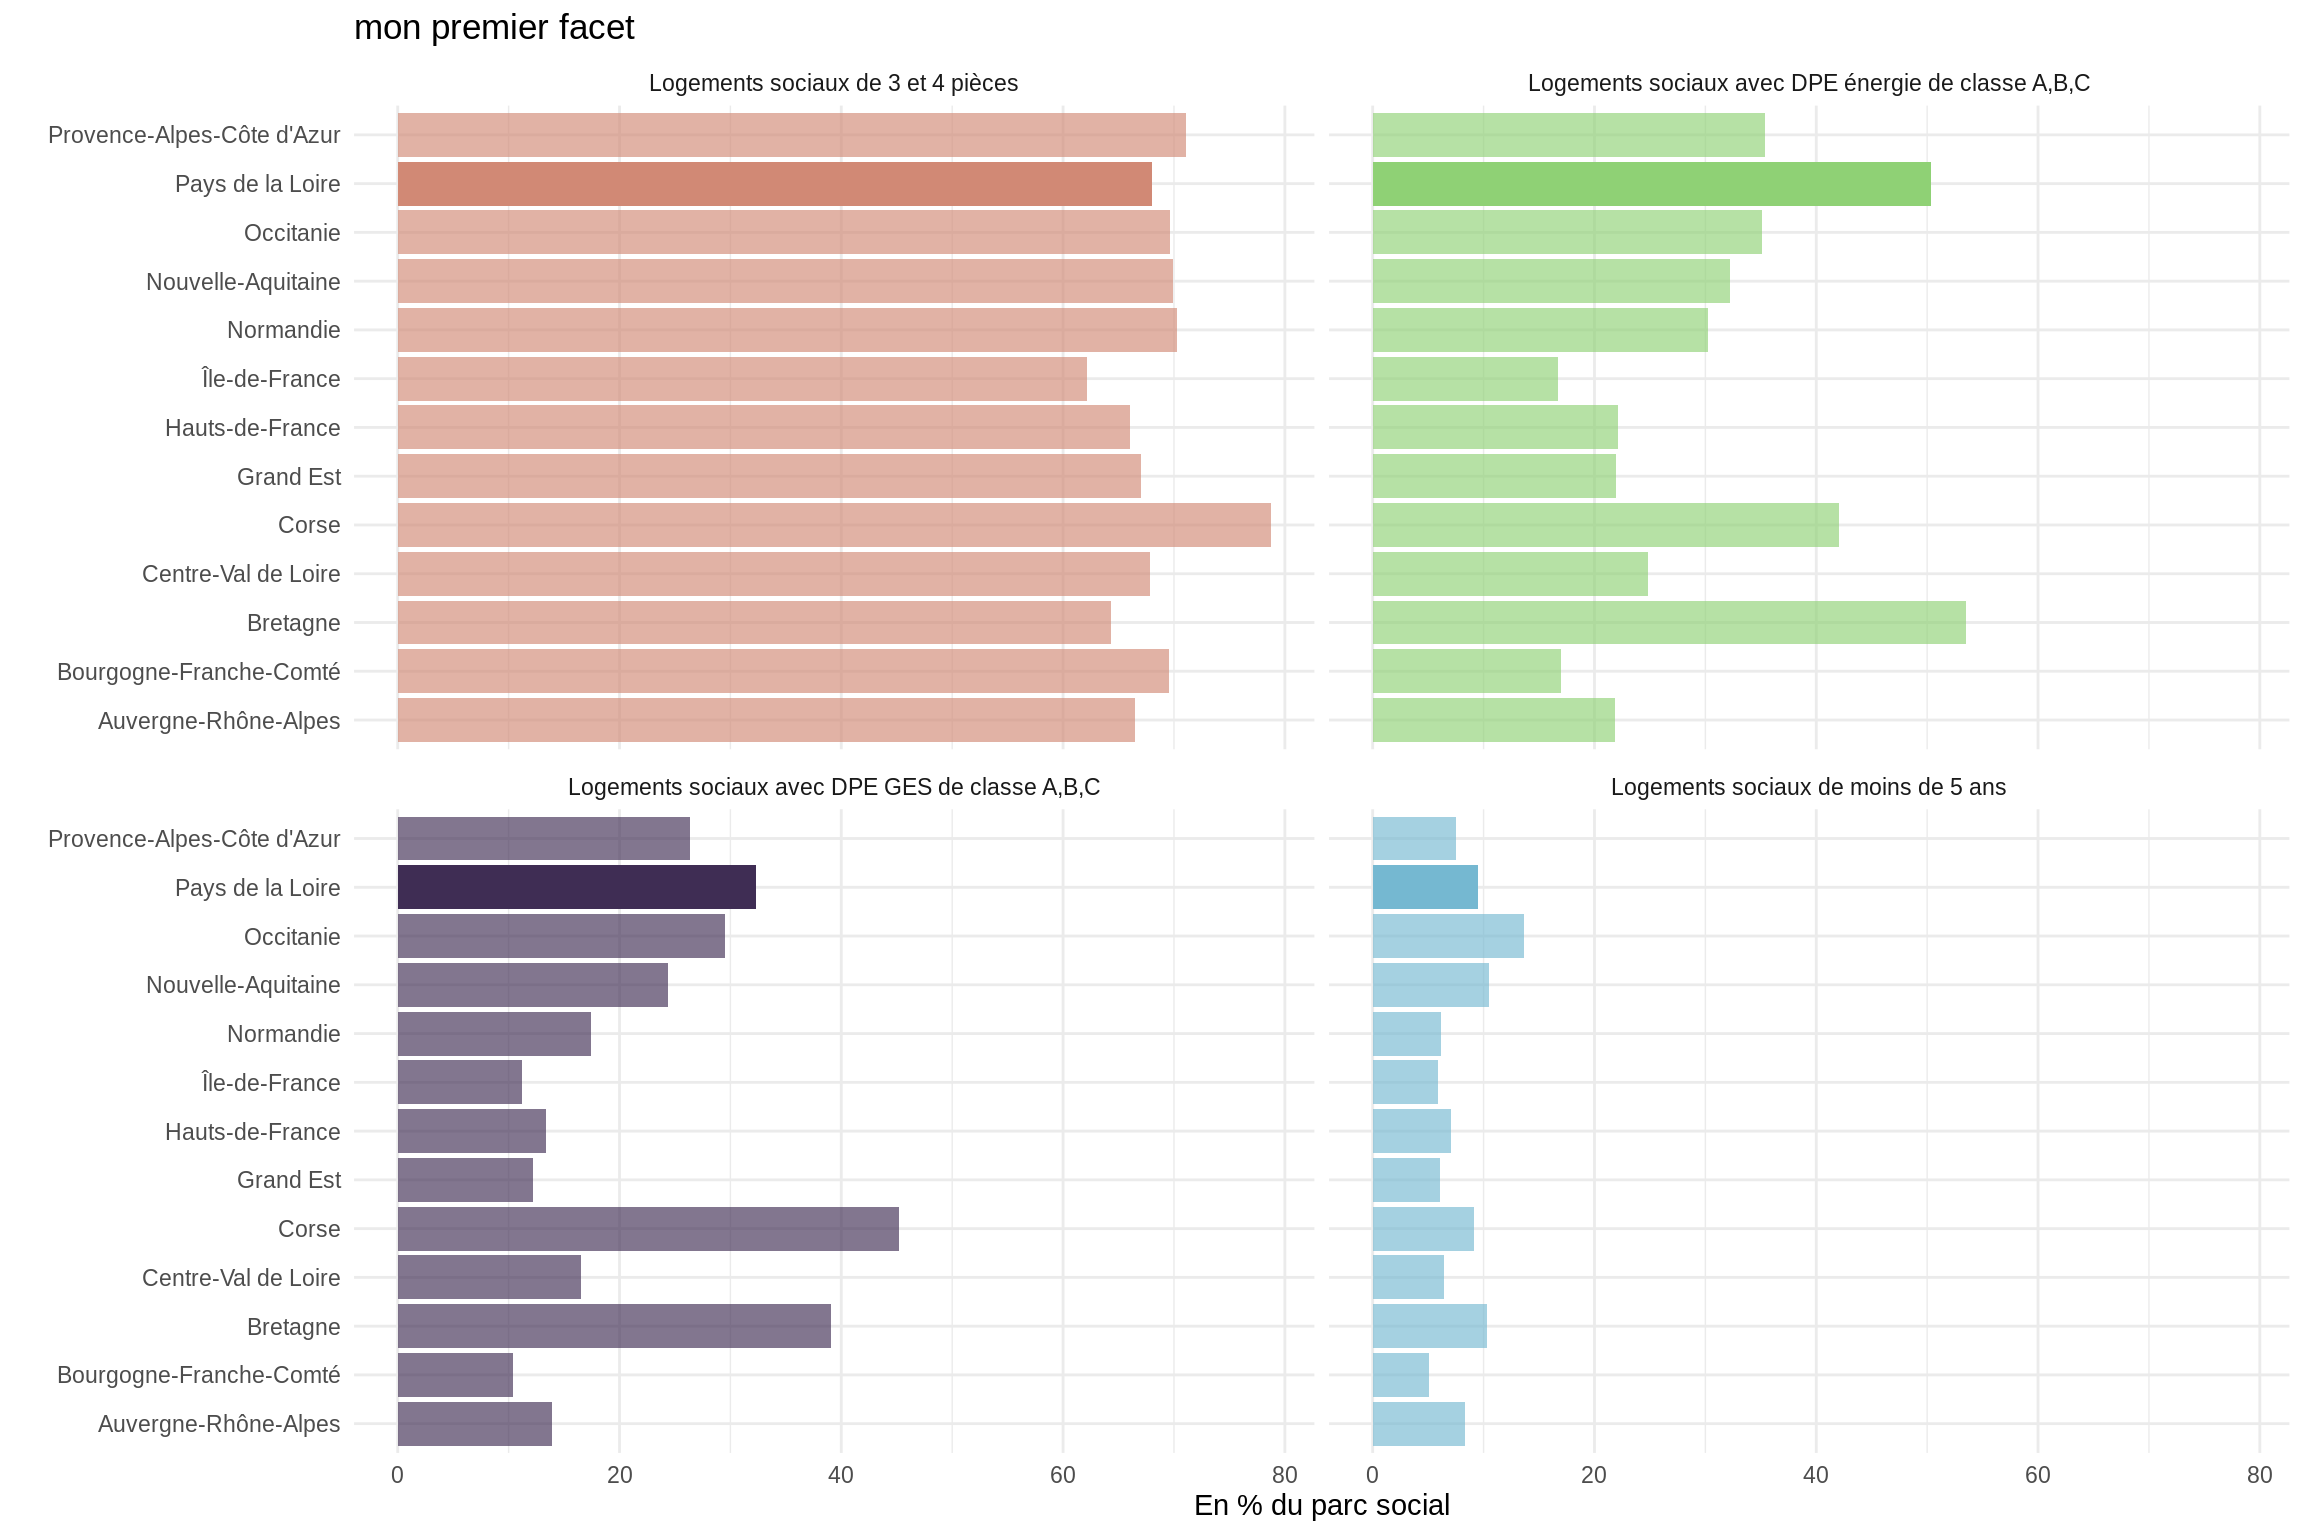 mon premier facet
Logements sociaux de 3 et 4 pièces
Logements sociaux avec DPE énergie de classe A,B,C
Provence-Alpes-Côte d'Azur
Pays de la Loire
Occitanie
Nouvelle-Aquitaine
Normandie
Île-de-France
Hauts-de-France
Grand Est
Corse
Centre-Val de Loire
Bretagne
Bourgogne-Franche-Comté
Auvergne-Rhône-Alpes
Logements sociaux avec DPE GES de classe A,B,C
Logements sociaux de moins de 5 ans
Provence-Alpes-Côte d'Azur
Pays de la Loire
Occitanie
Nouvelle-Aquitaine
Normandie
Île-de-France
Hauts-de-France
Grand Est
Corse
Centre-Val de Loire
Bretagne
Bourgogne-Franche-Comté
Auvergne-Rhône-Alpes
0 20 40 60 80 0 20 40 60 80
En % du parc social